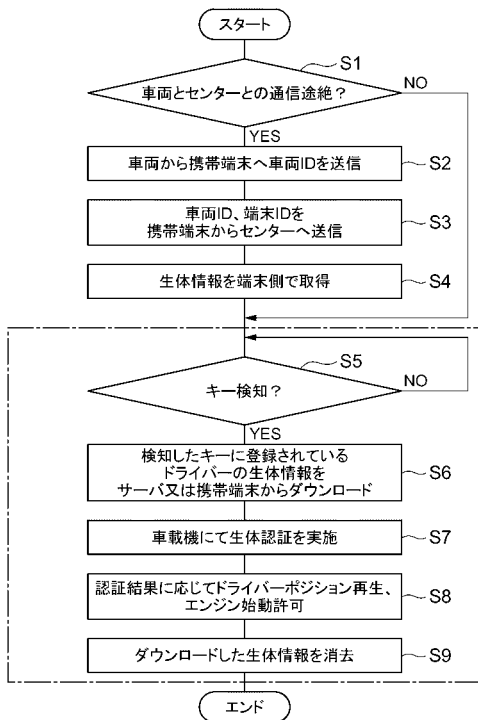 スタート
S1
車両とセンターとの通信途絶？
NO
YES
車両から携帯端末へ車両IDを送信
S2
車両ID、端末IDを
携帯端末からセンターへ送信
S3
生体情報を端末側で取得
S4
S5
キー検知？
NO
YES
検知したキーに登録されている
ドライバーの生体情報を
サーバ又は携帯端末からダウンロード
S6
車載機にて生体認証を実施
S7
認証結果に応じてドライバーポジション再生、
エンジン始動許可
S8
ダウンロードした生体情報を消去
S9
エンド